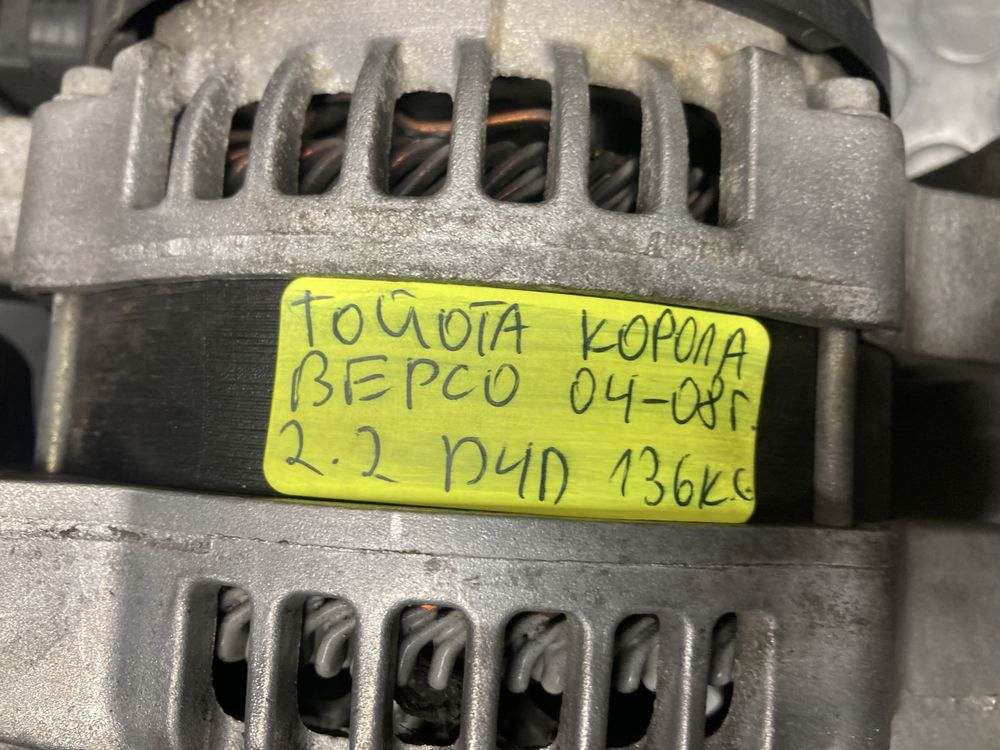 ТОЙОТА КОРОЛА
ВЕРСО 04-08г.
2.2 D4D 136к.с